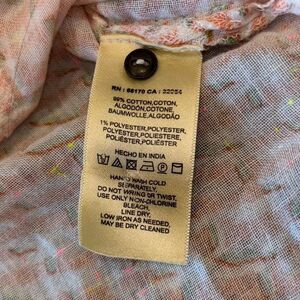 RN : 66170 CA : 32054
99% COTTON,COTON,
ALGODÓN,COTONE,
BAUMWOLLE,ALGODÃO
1% POLYESTER,POLYESTER,
POLIÉSTER,POLIESTERE,
POLYESTER,POLIÉSTER
HECHO EN INDIA
HAND WASH COLD
SEPARATELY.
DO NOT WRING OR TWIST.
USE ONLY NON-CHLORINE
BLEACH,
LINE DRY,
LOW IRON AS NEEDED,
MAY BE DRY CLEANED